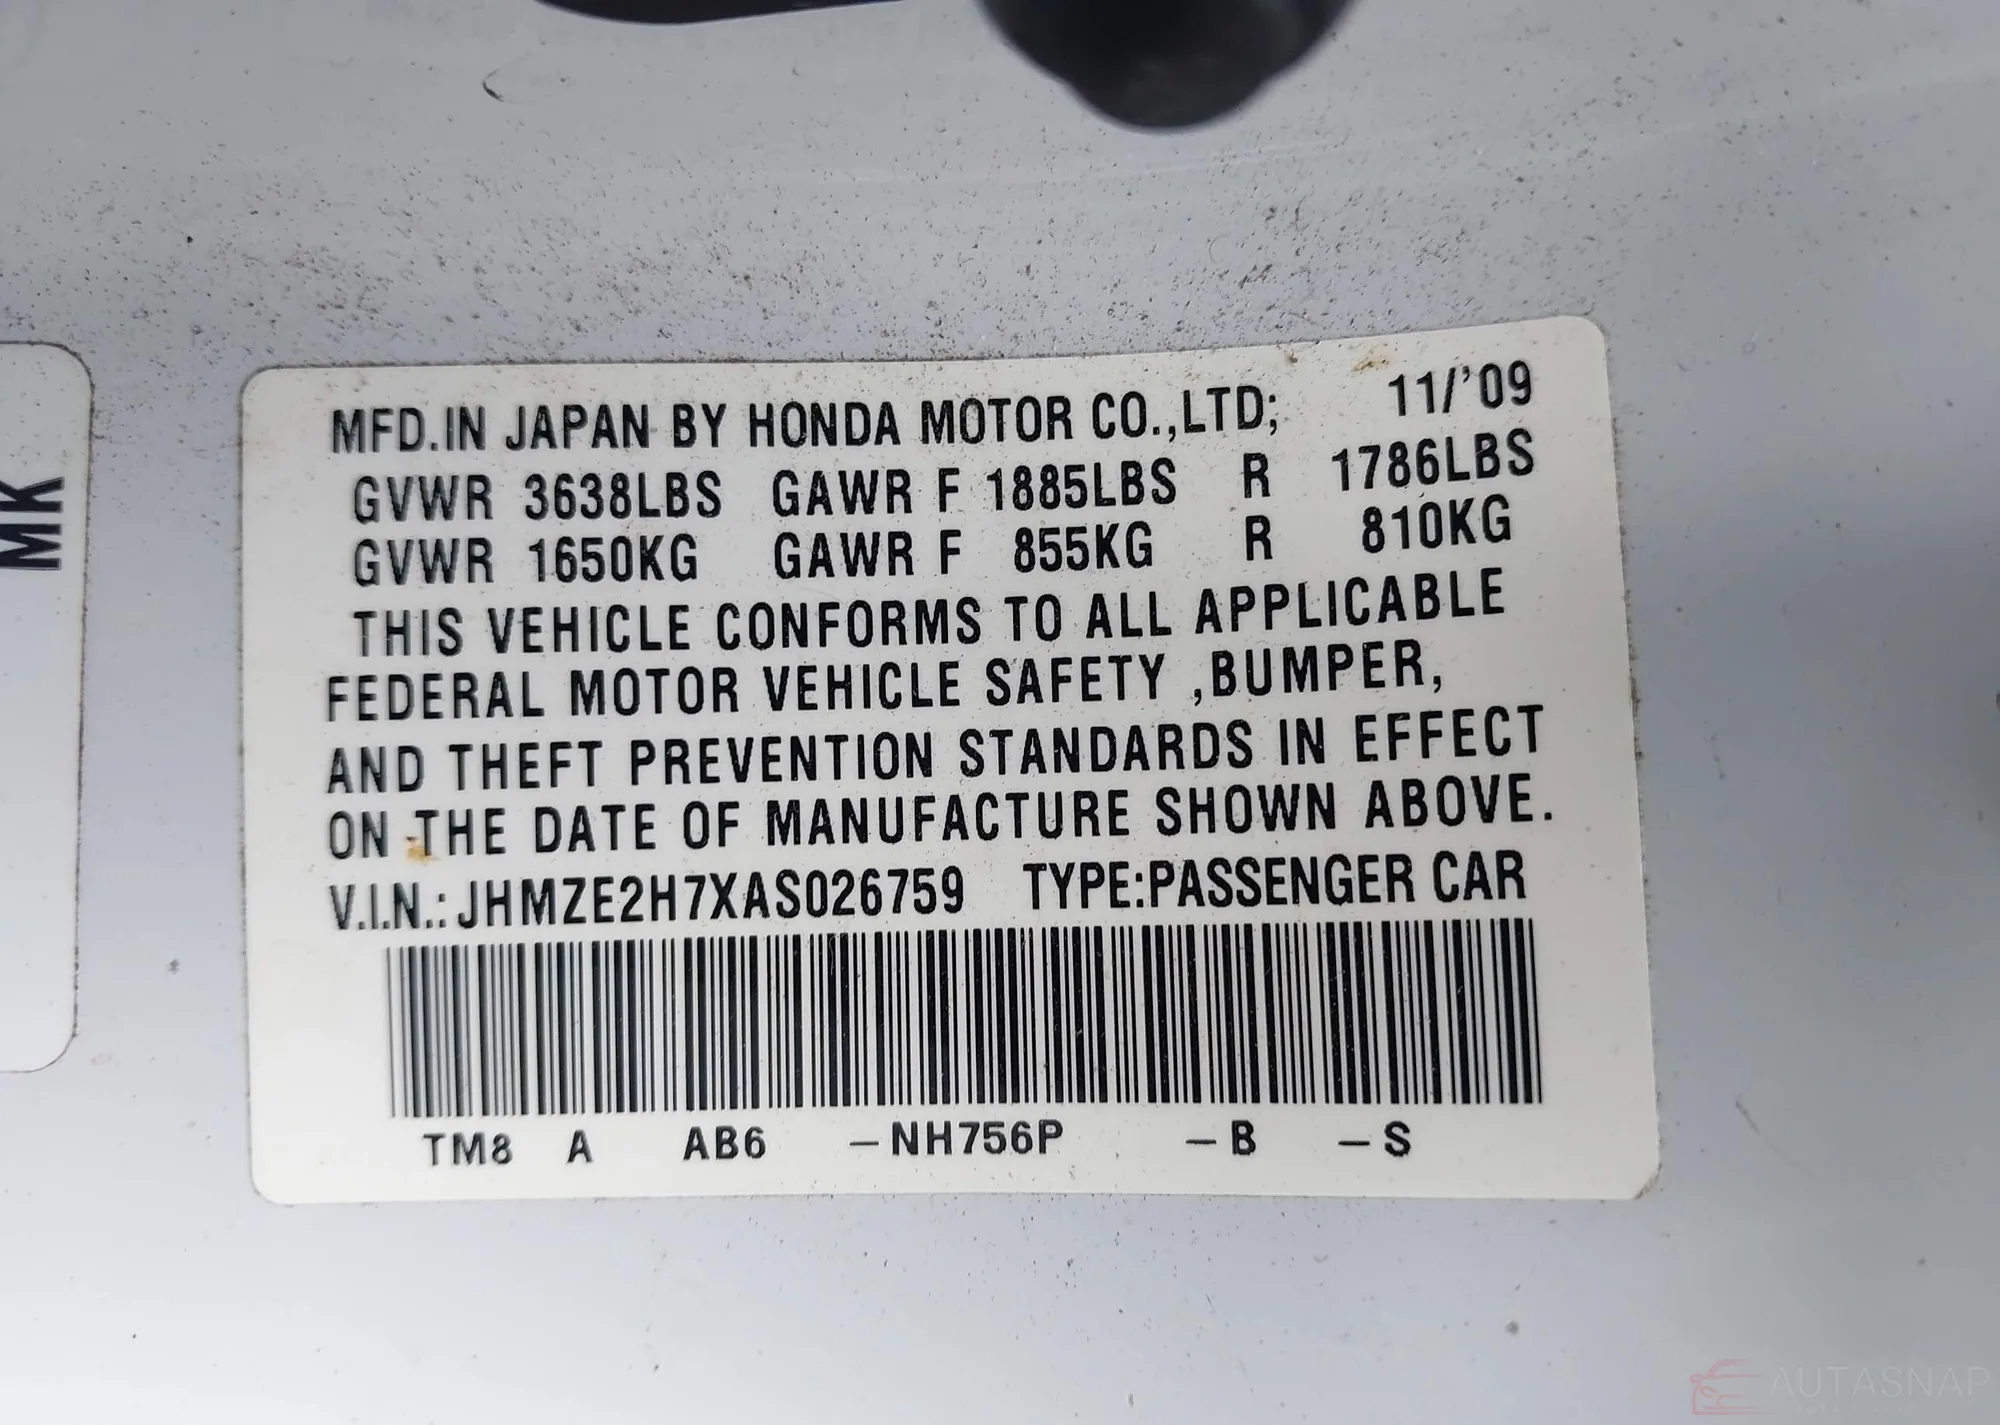 MFD.IN JAPAN BY HONDA MOTOR CO.,LTD; 11/'09
GVWR 3638LBS GAWR F 1885LBS R 1786LBS
GVWR 1650KG GAWR F 855KG R 810KG
THIS VEHICLE CONFORMS TO ALL APPLICABLE
FEDERAL MOTOR VEHICLE SAFETY ,BUMPER,
AND THEFT PREVENTION STANDARDS IN EFFECT
ON THE DATE OF MANUFACTURE SHOWN ABOVE.
V.I.N.: JHMZE2H7XAS026759 TYPE:PASSENGER CAR
TM8 A AB6 -NH756P -B -S
MK
AUTASNAP